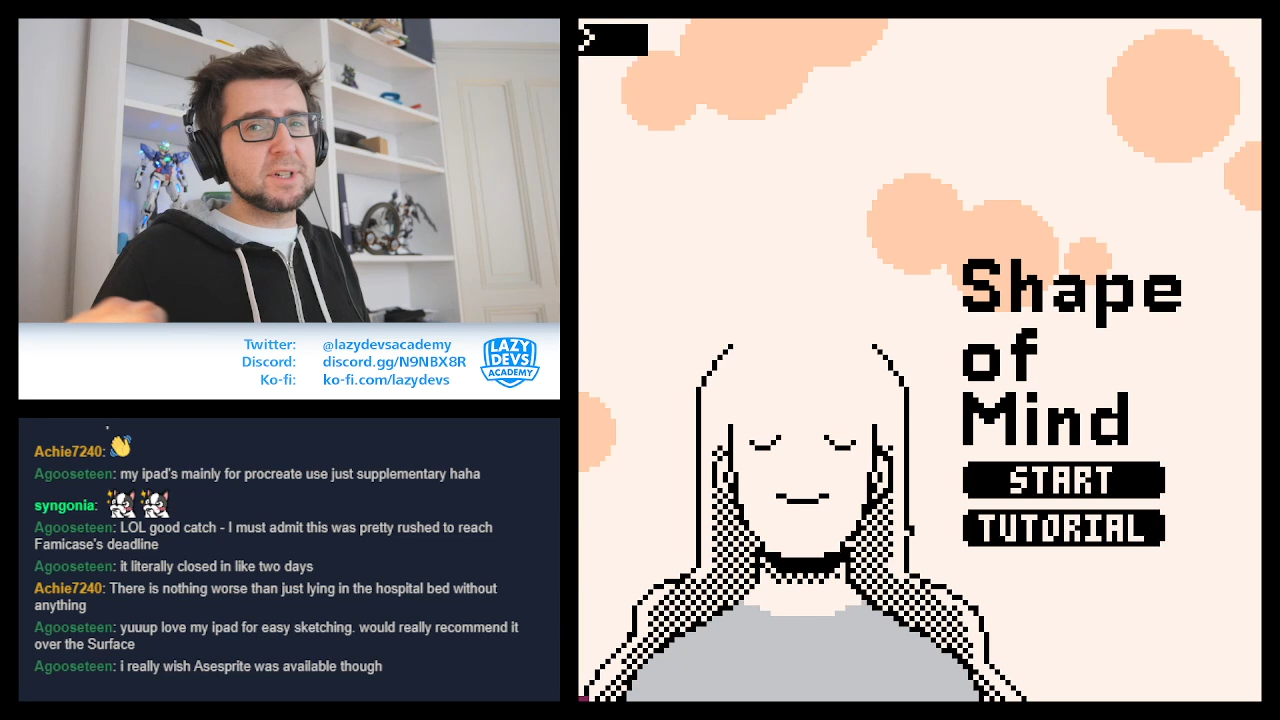 Twitter: @lazydevsacademy
Discord: discord.gg/N9NBX8R
Ko-fi: ko-fi.com/lazydevs
LAZY
DEVS
ACADEMY
Achie7240:
Agooseteen: my ipad's mainly for procreate use just supplementary haha
syngonia:
Agooseteen: LOL good catch - I must admit this was pretty rushed to reach
Famicase's deadline
Agooseteen: it literally closed in like two days
Achie7240: There is nothing worse than just lying in the hospital bed without
anything
Agooseteen: yuuup love my ipad for easy sketching. would really recommend it
over the Surface
Agooseteen: i really wish Asesprite was available though
Shape
of
Mind
START
TUTORIAL